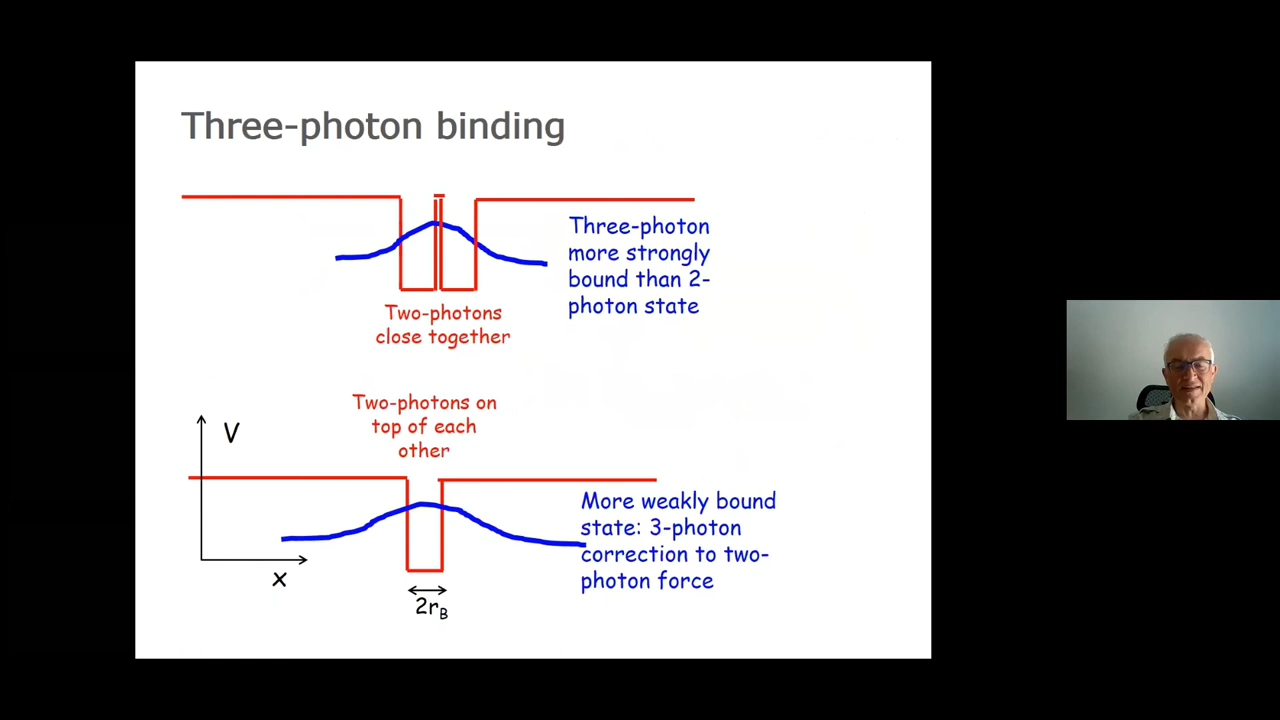 Three-photon binding
Three-photon
more strongly
bound than 2-
photon state
Two-photons
close together
Two-photons on
top of each
other
V
More weakly bound
state: 3-photon
correction to two-
photon force
x
2rB